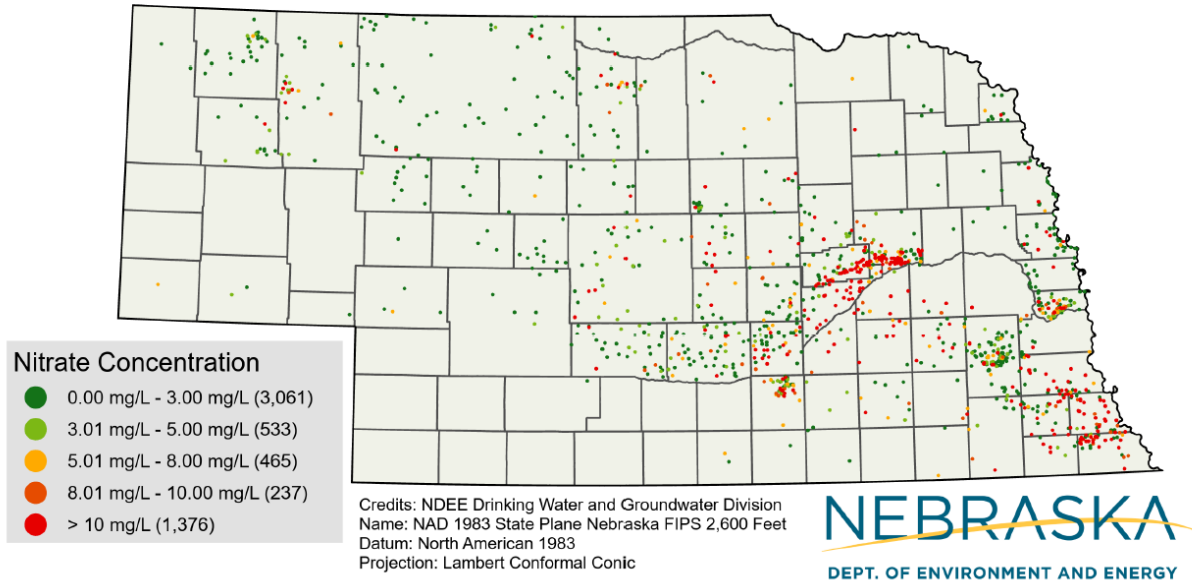 Nitrate Concentration
0.00 mg/L - 3.00 mg/L (3,061)
3.01 mg/L - 5.00 mg/L (533)
5.01 mg/L - 8.00 mg/L (465)
8.01 mg/L - 10.00 mg/L (237)
> 10 mg/L (1,376)
Credits: NDEE Drinking Water and Groundwater Division
Name: NAD 1983 State Plane Nebraska FIPS 2,600 Feet
Datum: North American 1983
Projection: Lambert Conformal Conic
NEBRASKA
DEPT. OF ENVIRONMENT AND ENERGY